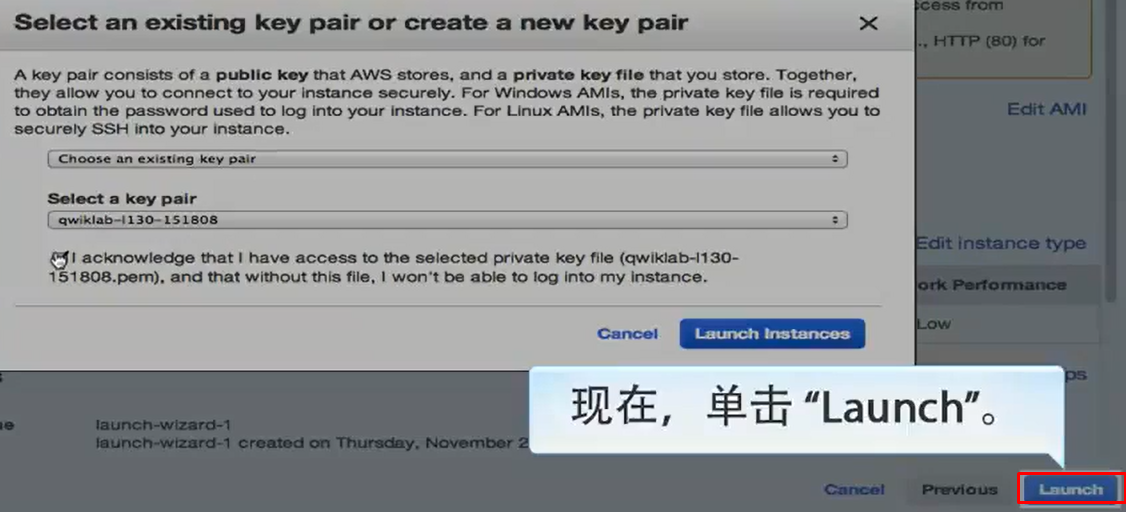 Select an existing key pair or create a new key pair
cess from
., HTTP (80) for
A key pair consists of a public key that AWS stores, and a private key file that you store. Together,
they allow you to connect to your instance securely. For Windows AMIs, the private key file is required
to obtain the password used to log into your instance. For Linux AMIs, the private key file allows you to
securely SSH into your instance.
Edit AMI
Choose an existing key pair
Select a key pair
qwiklab-l130-151808
I acknowledge that I have access to the selected private key file (qwiklab-l130-
151808.pem), and that without this file, I won't be able to log into my instance.
Edit instance type
ork Performance
Low
Cancel
Launch Instances
ps
现在，单击 “Launch”。
launch-wizard-1
launch-wizard-1 created on Thursday, November 2
Cancel
Previous
Launch